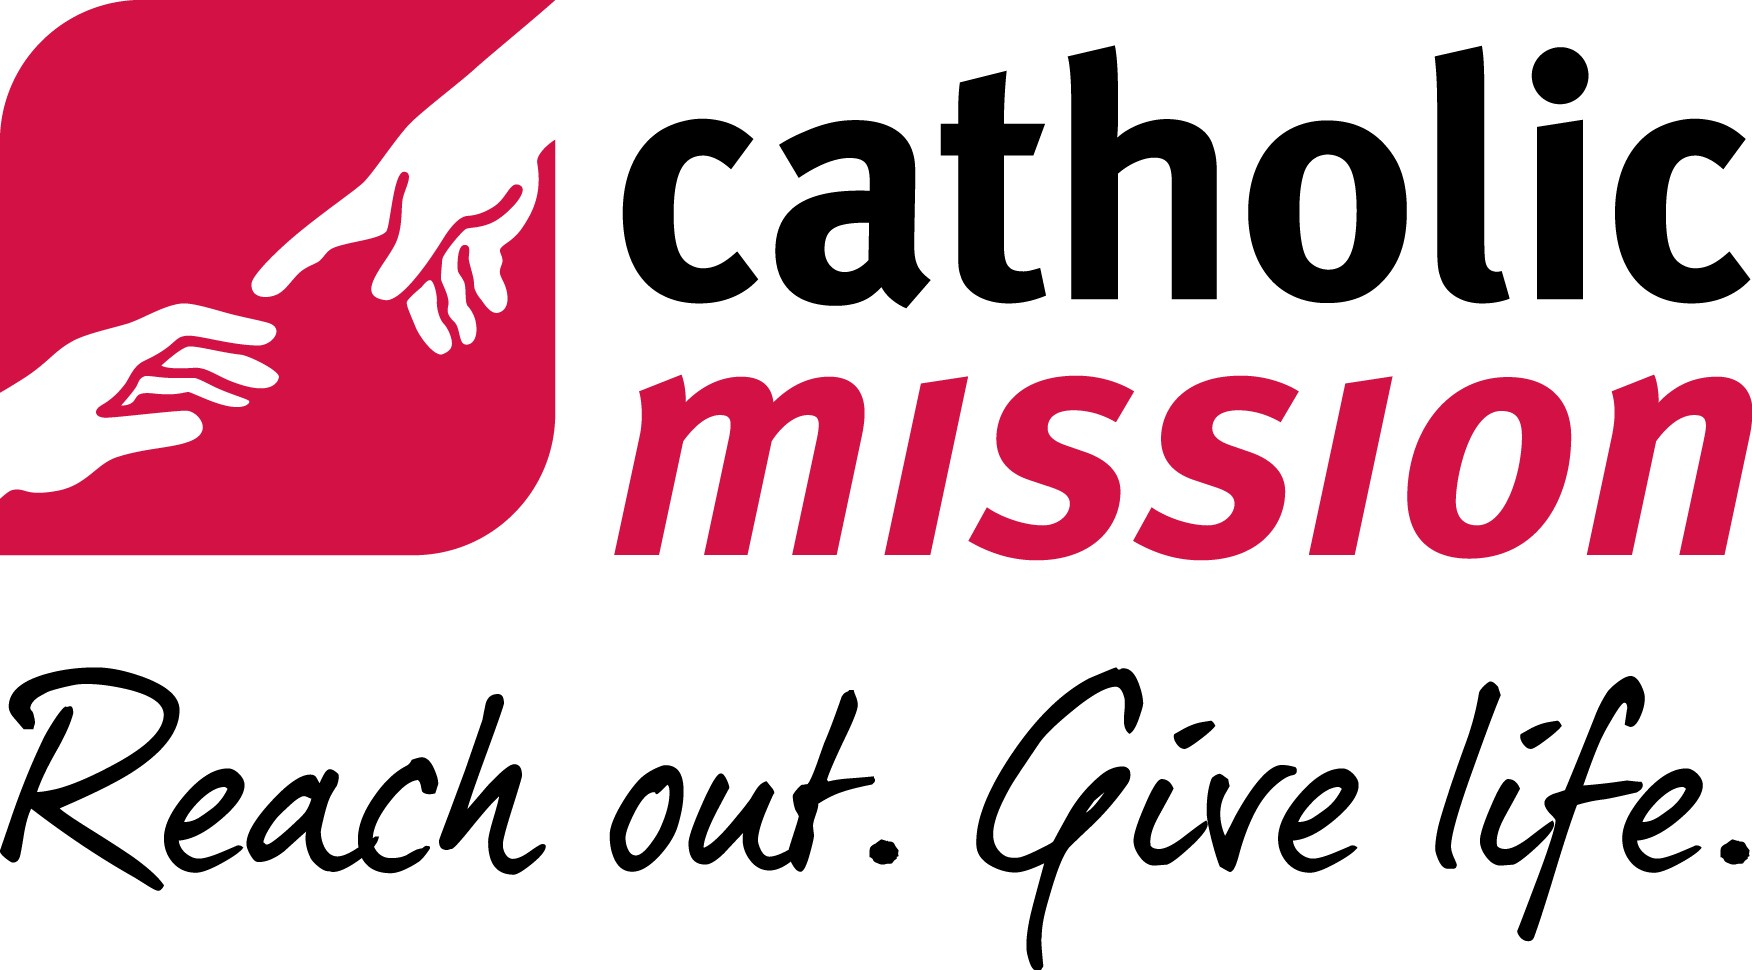 catholic
mission
Reach out. Give life.